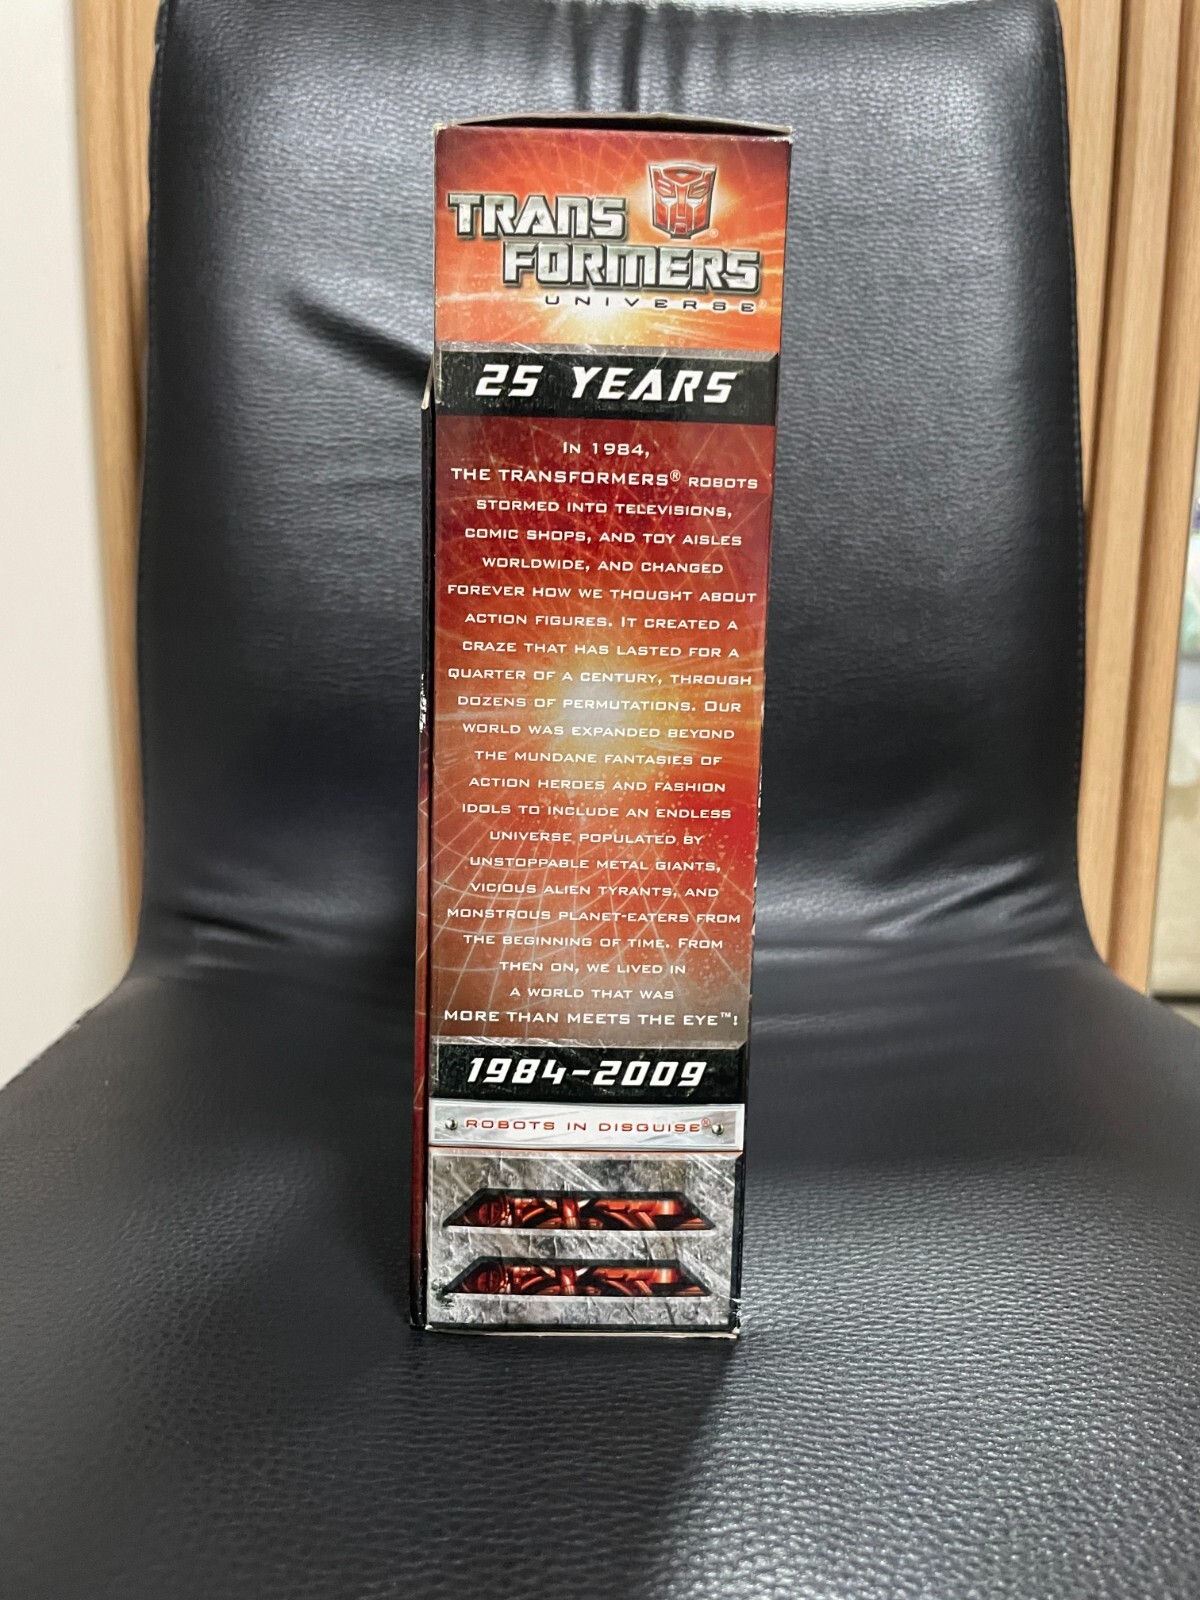 TRANS
FORMERS
UNIVERSE®
25 YEARS
IN 1984,
THE TRANSFORMERS® ROBOTS
STORMED INTO TELEVISIONS,
COMIC SHOPS, AND TOY AISLES
WORLDWIDE, AND CHANGED
FOREVER HOW WE THOUGHT ABOUT
ACTION FIGURES. IT CREATED A
CRAZE THAT HAS LASTED FOR A
QUARTER OF A CENTURY, THROUGH
DOZENS OF PERMUTATIONS. OUR
WORLD WAS EXPANDED BEYOND
THE MUNDANE FANTASIES OF
ACTION HEROES AND FASHION
IDOLS TO INCLUDE AN ENDLESS
UNIVERSE POPULATED BY
UNSTOPPABLE METAL GIANTS,
VICIOUS ALIEN TYRANTS, AND
MONSTROUS PLANET-EATERS FROM
THE BEGINNING OF TIME. FROM
THEN ON, WE LIVED IN
A WORLD THAT WAS
MORE THAN MEETS THE EYE™!
1984-2009
ROBOTS IN DISGUISE®